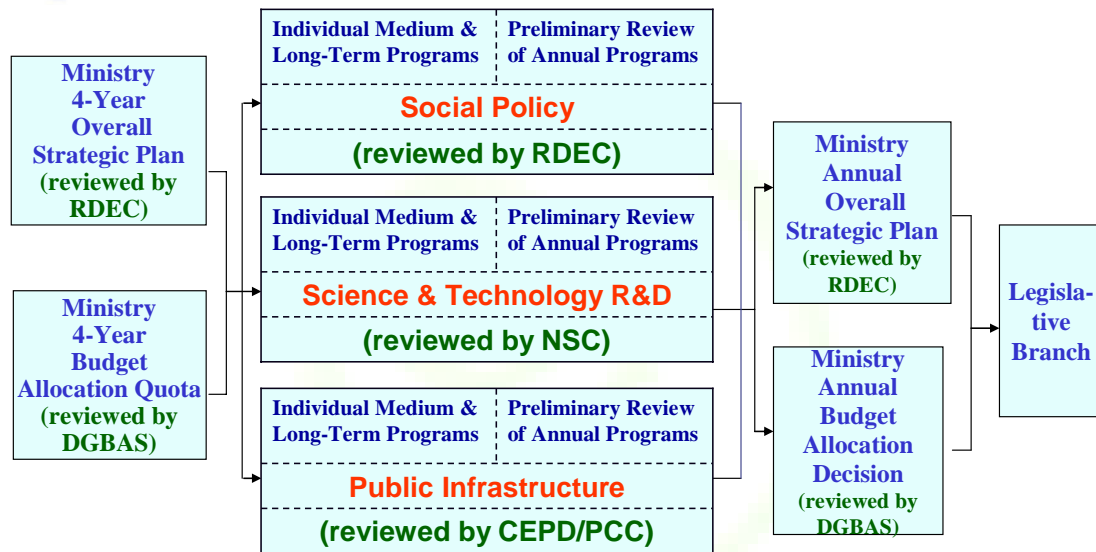 Ministry
4-Year
Overall
Strategic Plan
(reviewed by
RDEC)
Ministry
4-Year
Budget
Allocation Quota
(reviewed by
DGBAS)
Individual Medium &
Long-Term Programs
Preliminary Review
of Annual Programs
Social Policy
(reviewed by RDEC)
Individual Medium &
Long-Term Programs
Preliminary Review
of Annual Programs
Science & Technology R&D
(reviewed by NSC)
Individual Medium &
Long-Term Programs
Preliminary Review
of Annual Programs
Public Infrastructure
(reviewed by CEPD/PCC)
Ministry
Annual
Overall
Strategic Plan
(reviewed by
RDEC)
Ministry
Annual
Budget
Allocation
Decision
(reviewed by
DGBAS)
Legisla-
tive
Branch